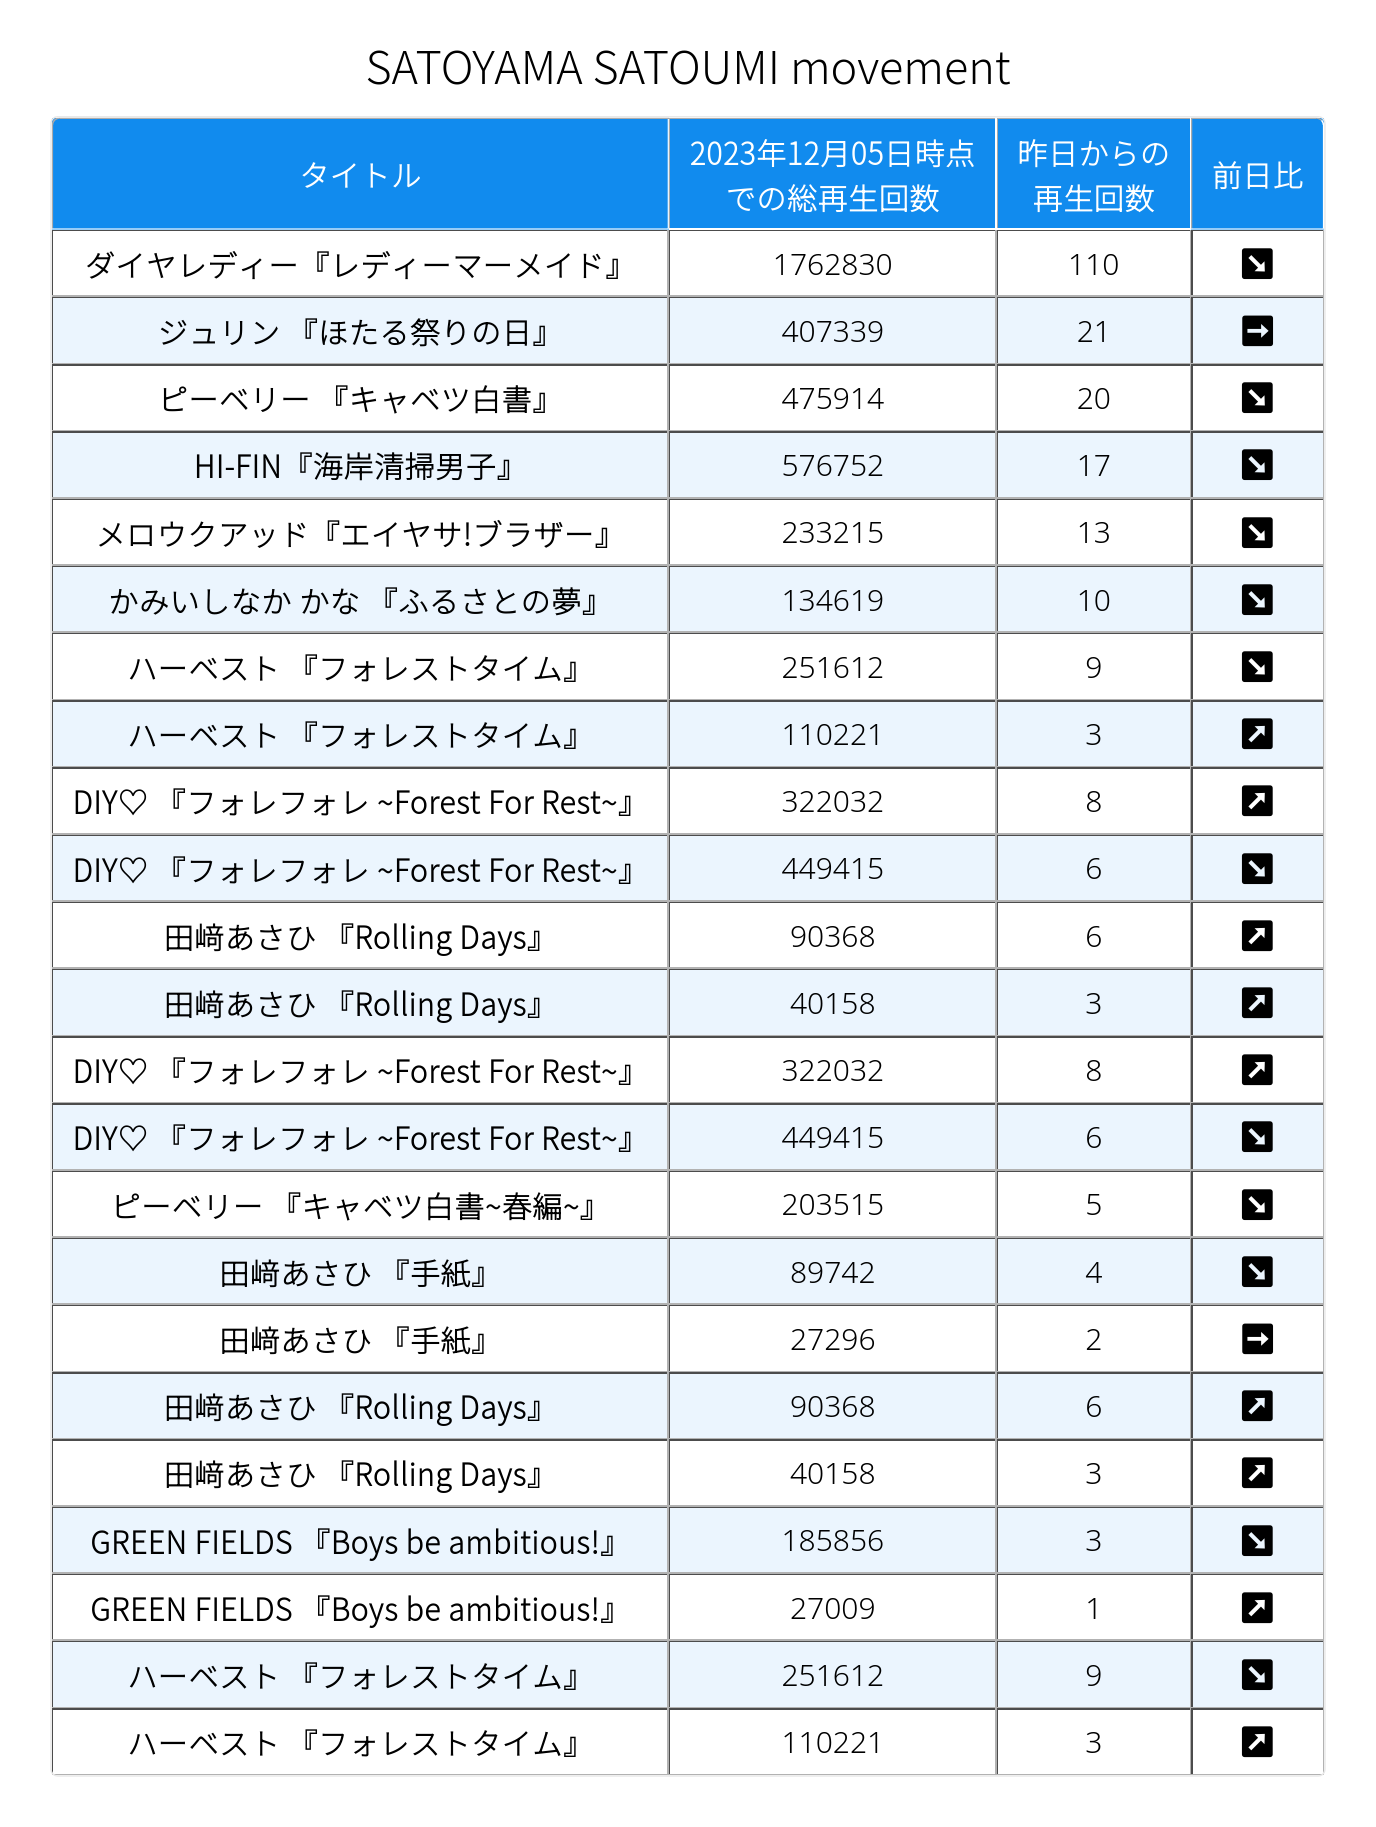 SATOYAMA SATOUMI movement
タイトル 2023年12月05日時点での総再生回数 昨日からの再生回数 前日比
ダイヤレディー『レディーマーメイド』 1762830 110 ↘
ジュリン 『ほたる祭りの日』 407339 21 →
ピーベリー 『キャベツ白書』 475914 20 ↘
HI-FIN『海岸清掃男子』 576752 17 ↘
メロウクアッド『エイヤサ!ブラザー』 233215 13 ↘
かみいしなか かな 『ふるさとの夢』 134619 10 ↘
ハーベスト 『フォレストタイム』 251612 9 ↘
ハーベスト 『フォレストタイム』 110221 3 ↗
DIY♡ 『フォレフォレ ~Forest For Rest~』 322032 8 ↗
DIY♡ 『フォレフォレ ~Forest For Rest~』 449415 6 ↘
田﨑あさひ 『Rolling Days』 90368 6 ↗
田﨑あさひ 『Rolling Days』 40158 3 ↗
DIY♡ 『フォレフォレ ~Forest For Rest~』 322032 8 ↗
DIY♡ 『フォレフォレ ~Forest For Rest~』 449415 6 ↘
ピーベリー 『キャベツ白書~春編~』 203515 5 ↘
田﨑あさひ 『手紙』 89742 4 ↘
田﨑あさひ 『手紙』 27296 2 →
田﨑あさひ 『Rolling Days』 90368 6 ↗
田﨑あさひ 『Rolling Days』 40158 3 ↗
GREEN FIELDS 『Boys be ambitious!』 185856 3 ↘
GREEN FIELDS 『Boys be ambitious!』 27009 1 ↗
ハーベスト 『フォレストタイム』 251612 9 ↘
ハーベスト 『フォレストタイム』 110221 3 ↗